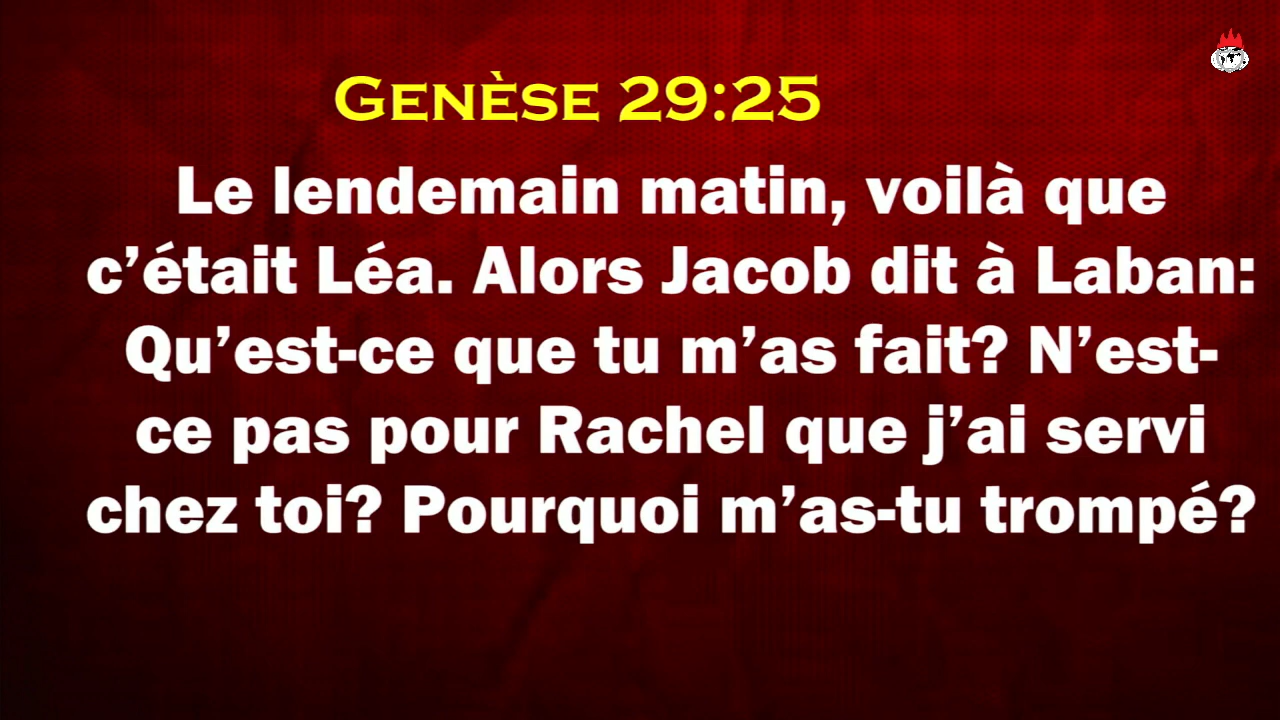 Genèse 29:25
Le lendemain matin, voilà que
c’était Léa. Alors Jacob dit à Laban:
Qu’est-ce que tu m’as fait? N’est-
ce pas pour Rachel que j’ai servi
chez toi? Pourquoi m’as-tu trompé?